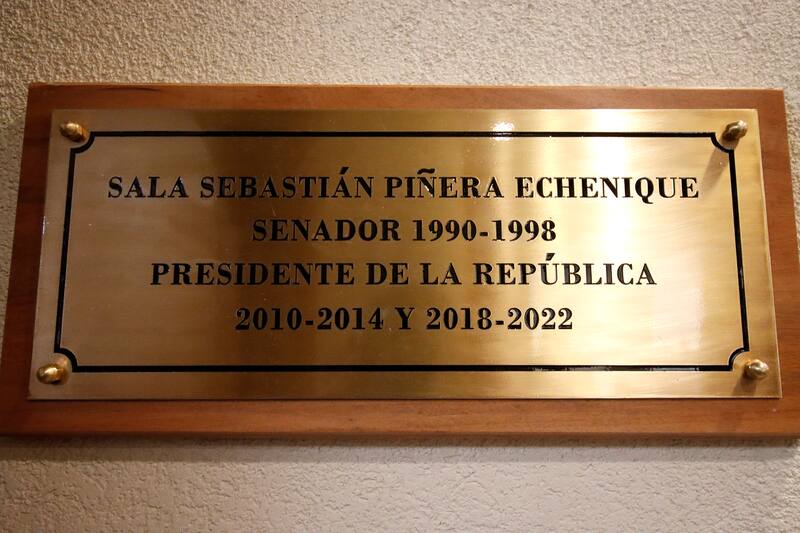 SALA SEBASTIÁN PIÑERA ECHENIQUE
SENADOR 1990-1998
PRESIDENTE DE LA REPÚBLICA
2010-2014 Y 2018-2022